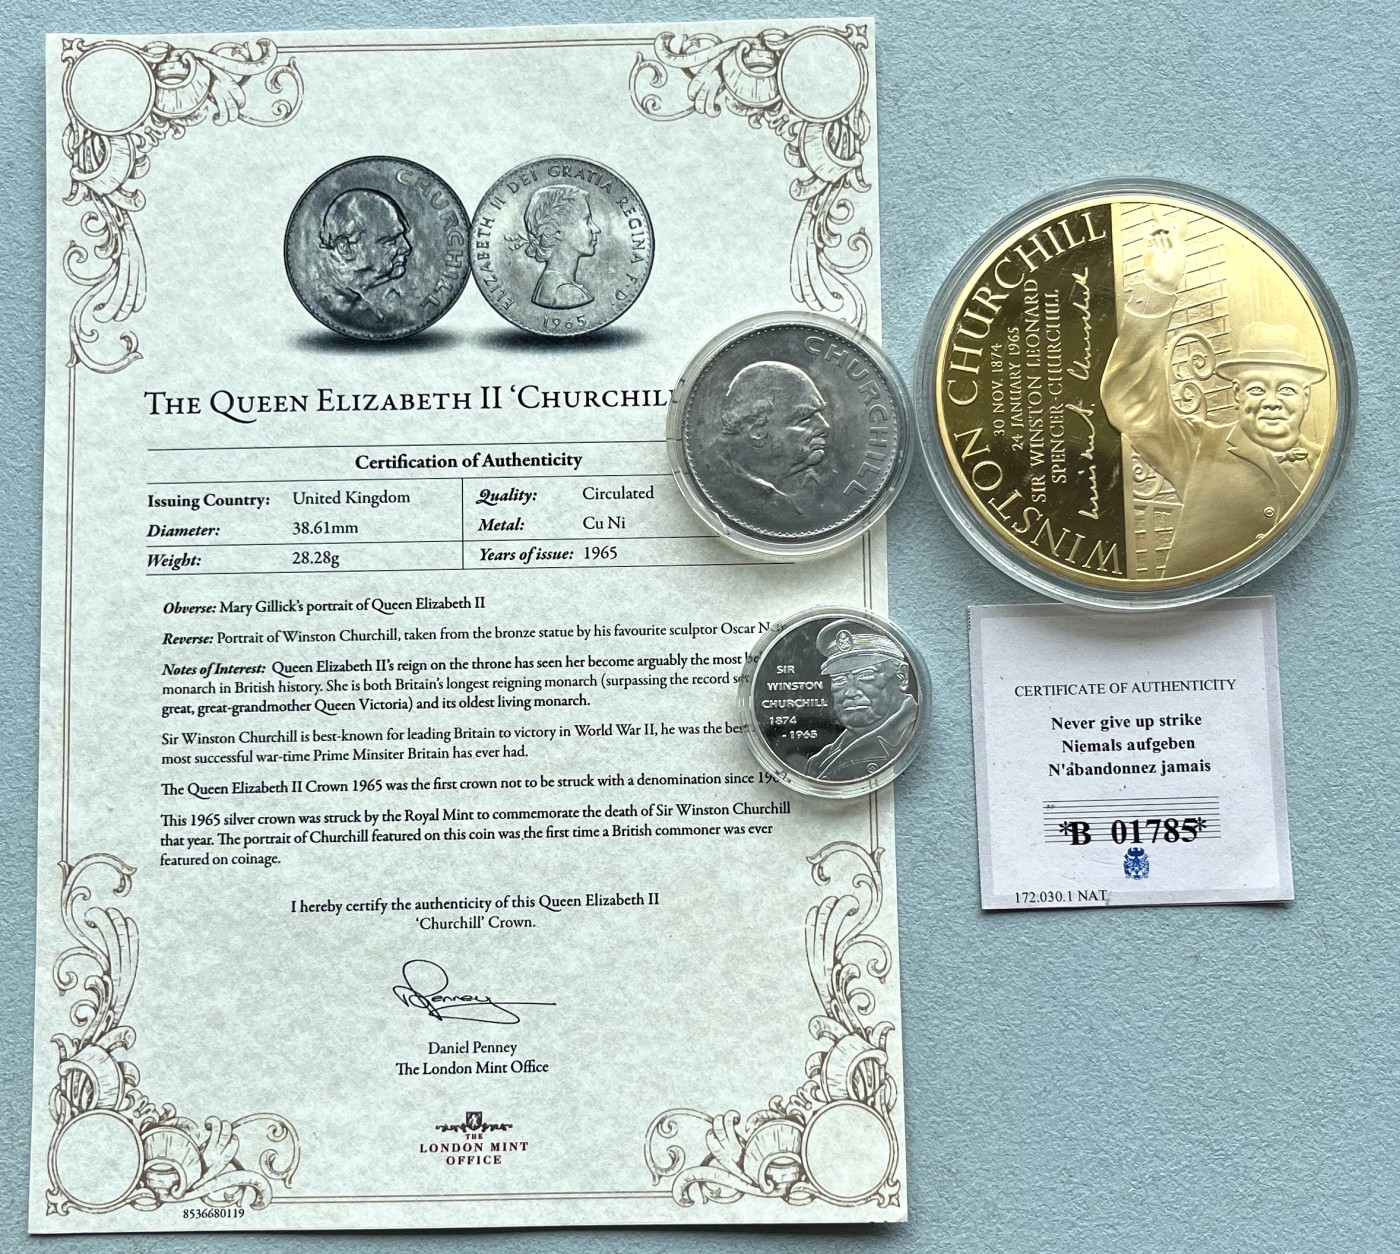 CHURCHILL
ELIZABETH II DEI GRATIA REGINA F.D.
1965
THE QUEEN ELIZABETH II ‘CHURCHILL
Certification of Authenticity
Issuing Country: United Kingdom
Quality: Circulated
Diameter: 38.61mm
Metal: Cu Ni
Weight: 28.28g
Years of issue: 1965
Obverse: Mary Gillick's portrait of Queen Elizabeth II
Reverse: Portrait of Winston Churchill, taken from the bronze statue by his favourite sculptor Oscar
Notes of Interest: Queen Elizabeth II's reign on the throne has seen her become arguably the most
monarch in British history. She is both Britain's longest reigning monarch (surpassing the record
great, great-grandmother Queen Victoria) and its oldest living monarch.
Sir Winston Churchill is best-known for leading Britain to victory in World War II, he was the
most successful war-time Prime Minsiter Britain has ever had.
The Queen Elizabeth II Crown 1965 was the first crown not to be struck with a denomination since
This 1965 silver crown was struck by the Royal Mint to commemorate the death of Sir Winston Churchill
that year. The portrait of Churchill featured on this coin was the first time a British commoner was ever
featured on coinage.
I hereby certify the authenticity of this Queen Elizabeth II
‘Churchill’ Crown.
DPenney
Daniel Penney
The London Mint Office
THE
LONDON MINT
OFFICE
8536680119
CHURCHILL
SIR
WINSTON
CHURCHILL
1874
- 1965
©
WINSTON CHURCHILL
30 NOV. 1874
24 JANUARY 1965
SIR WINSTON LEONARD
SPENCER-CHURCHILL
Winston S. Churchill
©
CERTIFICATE OF AUTHENTICITY
Never give up strike
Niemals aufgeben
N'abandonnez jamais
*B 01785*
172.030.1 NAT